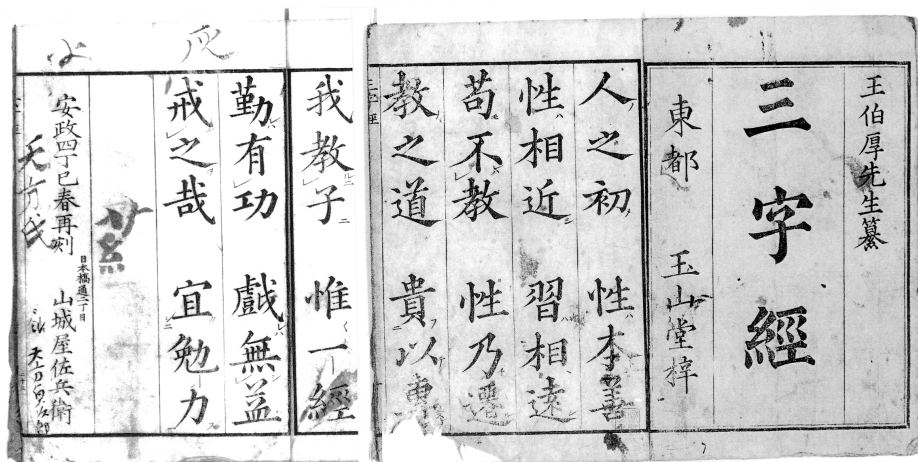 王伯厚先生纂
三字經
東都 玉山堂梓
人之初 性本善
性相近 習相遠
苟不教 性乃遷
教之道 貴以專
我教子 惟一經
勤有功 戲無益
戒之哉 宜勉力
安政四丁巳春再刻
日本橋通二丁目
山城屋佐兵衛